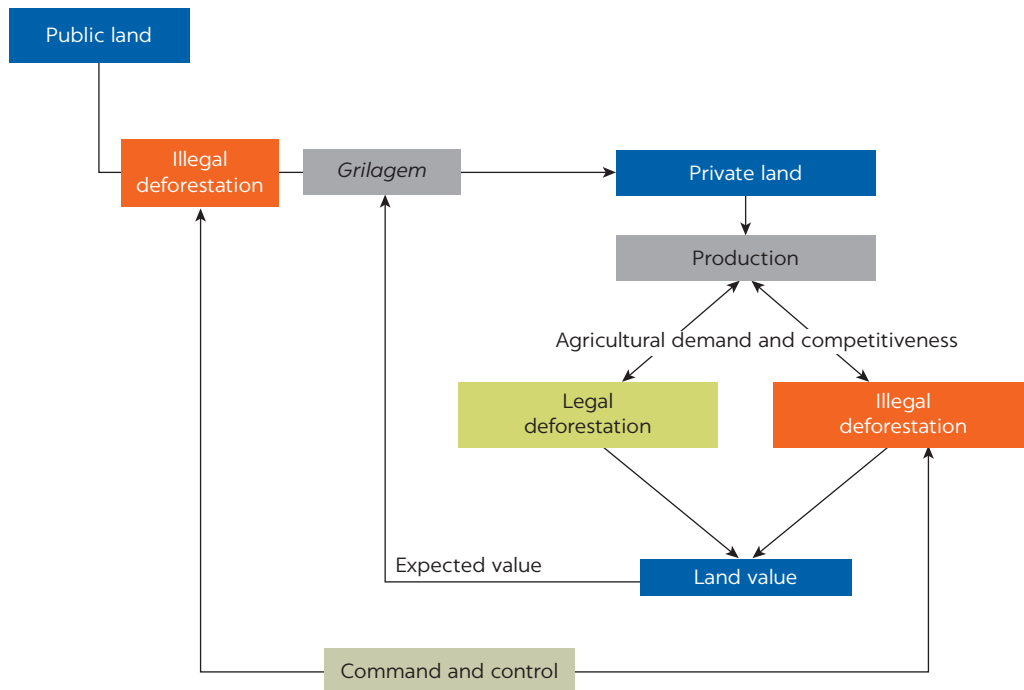 Public land
Illegal
deforestation
Grilagem
Private land
Production
Agricultural demand and competitiveness
Legal
deforestation
Illegal
deforestation
Expected value
Land value
Command and control